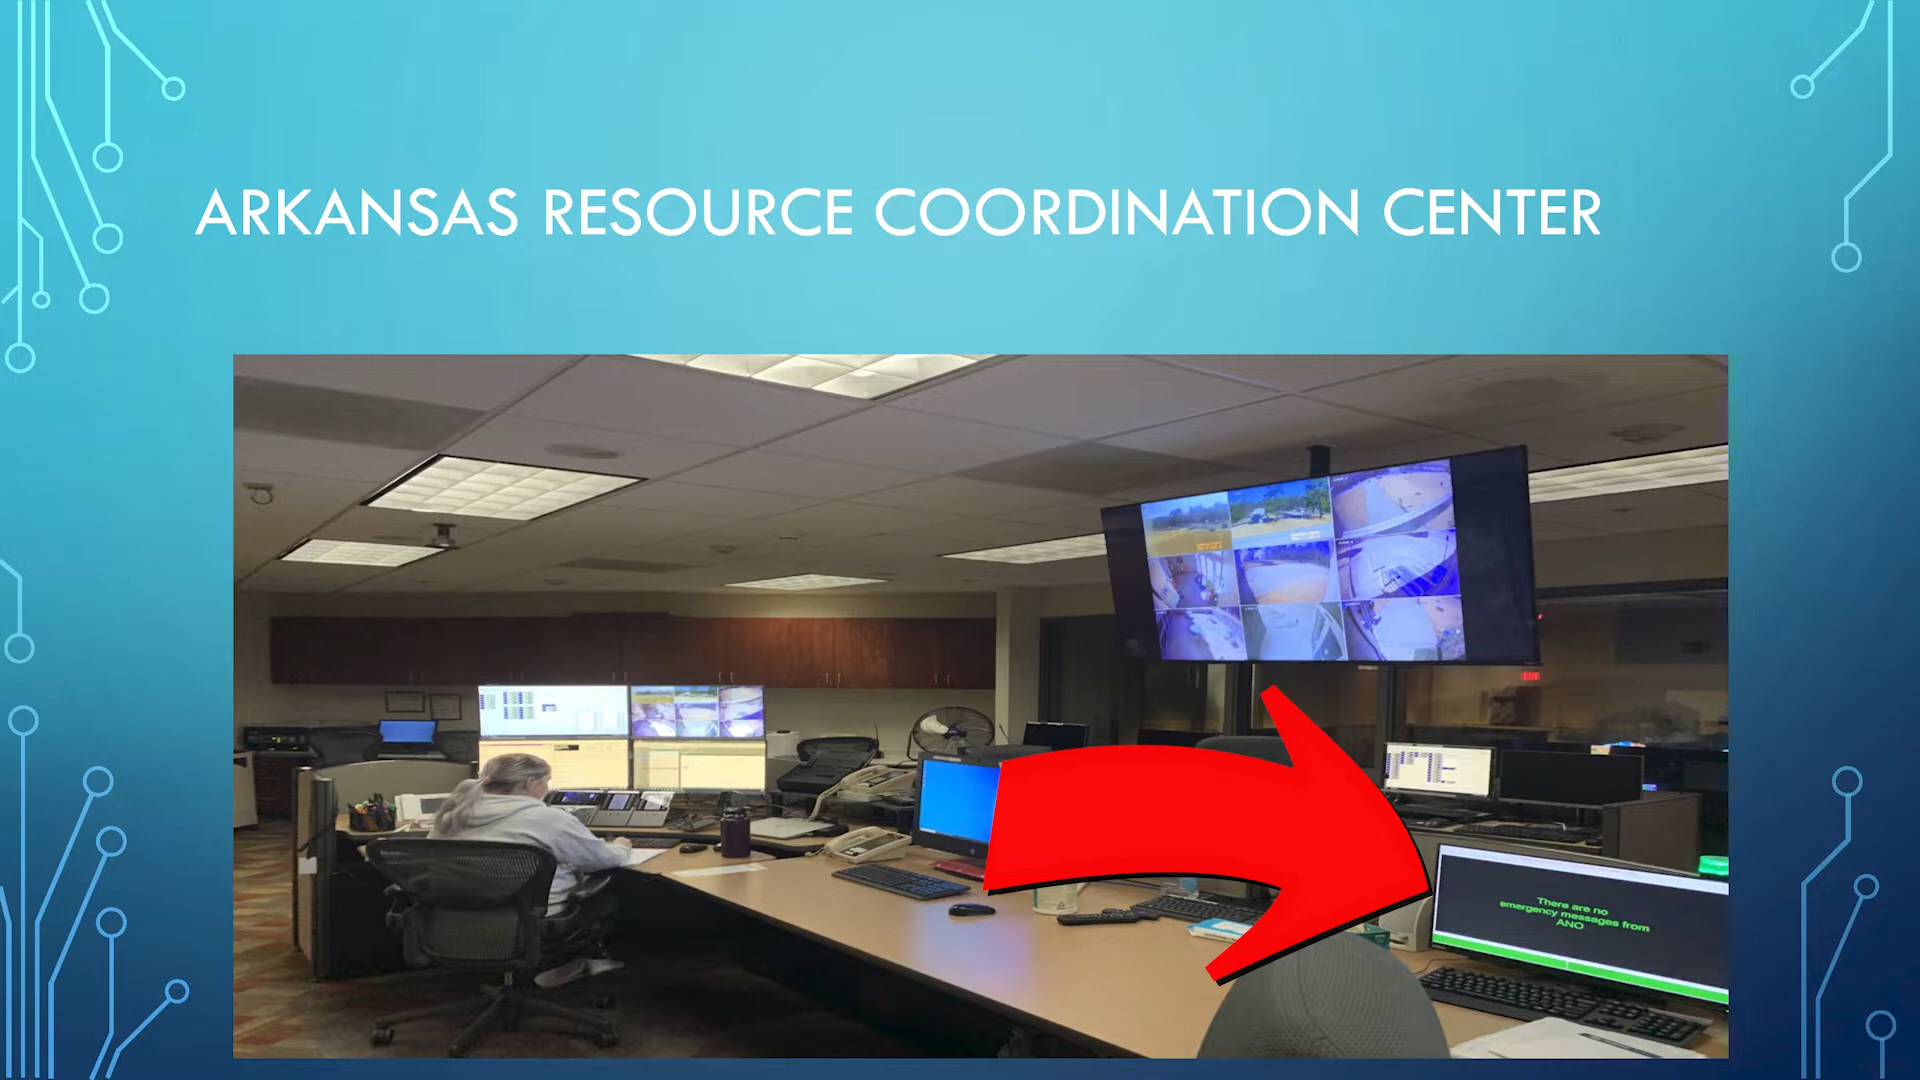 ARKANSAS RESOURCE COORDINATION CENTER
There are no
emergency messages from
ANO